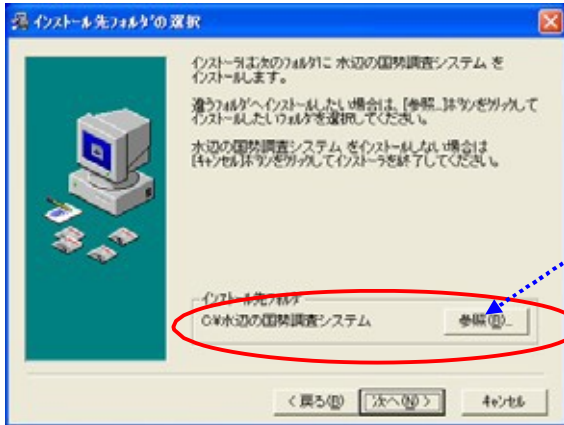 インストール先フォルダの選択
インストーラは次のフォルダに 水辺の国勢調査システム を
インストールします。
違うフォルダへインストールしたい場合は、[参照...]ボタンをクリックして
インストールしたいフォルダを選択してください。
水辺の国勢調査システム をインストールしない場合は
[キャンセル]ボタンをクリックしてインストーラを終了してください。
インストール先フォルダ
C:¥水辺の国勢調査システム
参照(R)...
< 戻る(B)
次へ(N) >
キャンセル